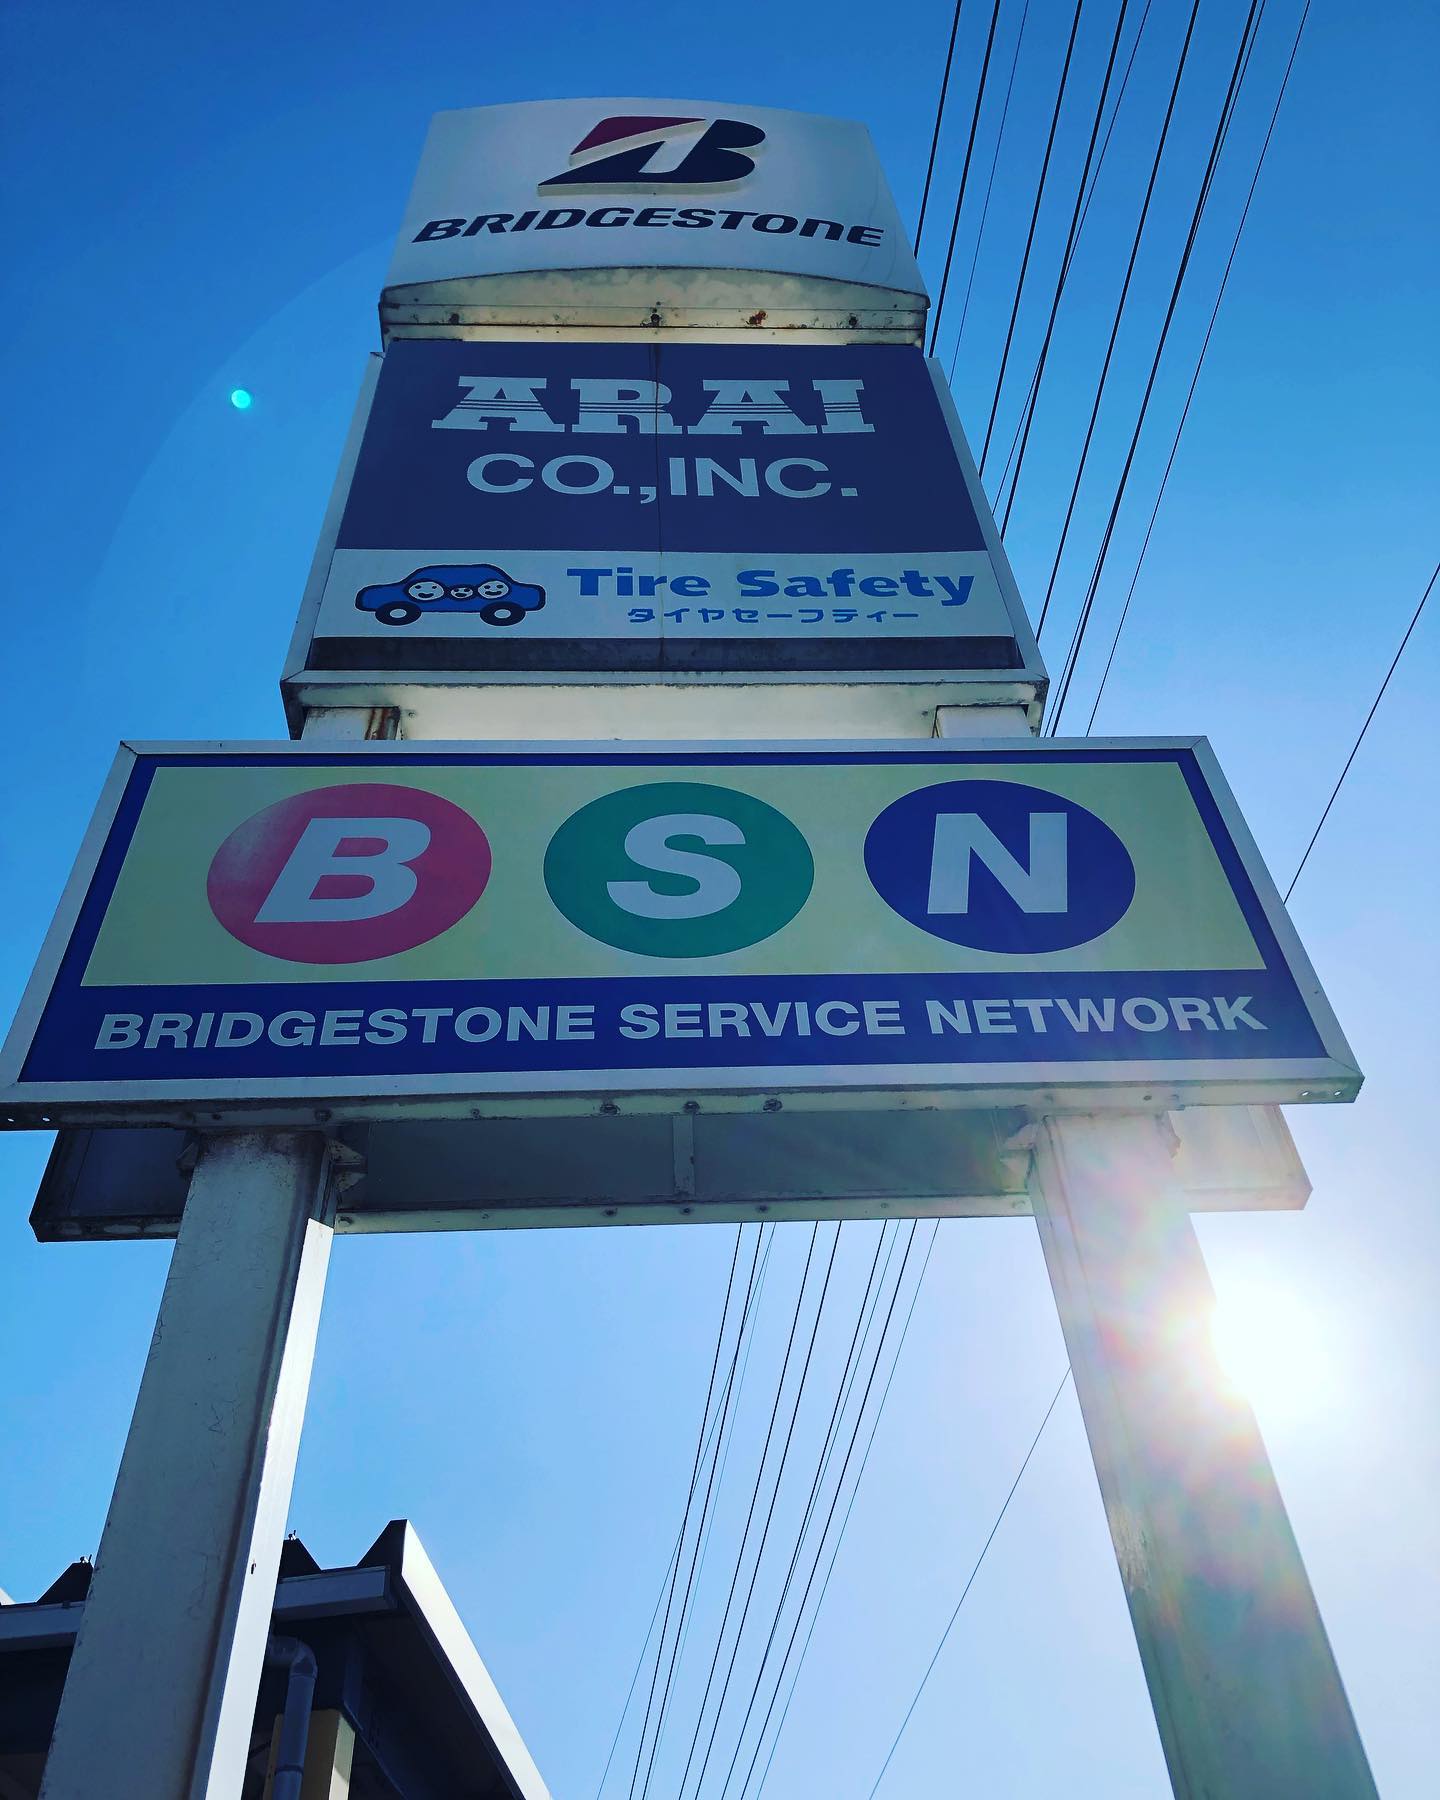 BRIDGESTONE
ARAI
CO.,INC.
Tire Safety
タイヤセーフティー
B S N
BRIDGESTONE SERVICE NETWORK